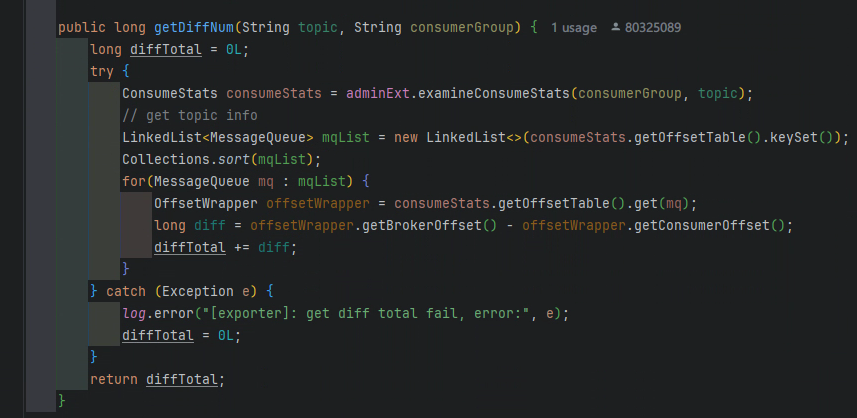 public long getDiffNum(String topic, String consumerGroup) { 1 usage 80325089
long diffTotal = 0L;
try {
ConsumeStats consumeStats = adminExt.examineConsumeStats(consumerGroup, topic);
// get topic info
LinkedList<MessageQueue> mqList = new LinkedList<>(consumeStats.getOffsetTable().keySet());
Collections.sort(mqList);
for(MessageQueue mq : mqList) {
OffsetWrapper offsetWrapper = consumeStats.getOffsetTable().get(mq);
long diff = offsetWrapper.getBrokerOffset() - offsetWrapper.getConsumerOffset();
diffTotal += diff;
}
} catch (Exception e) {
log.error("[exporter]: get diff total fail, error:", e);
diffTotal = 0L;
}
return diffTotal;
}